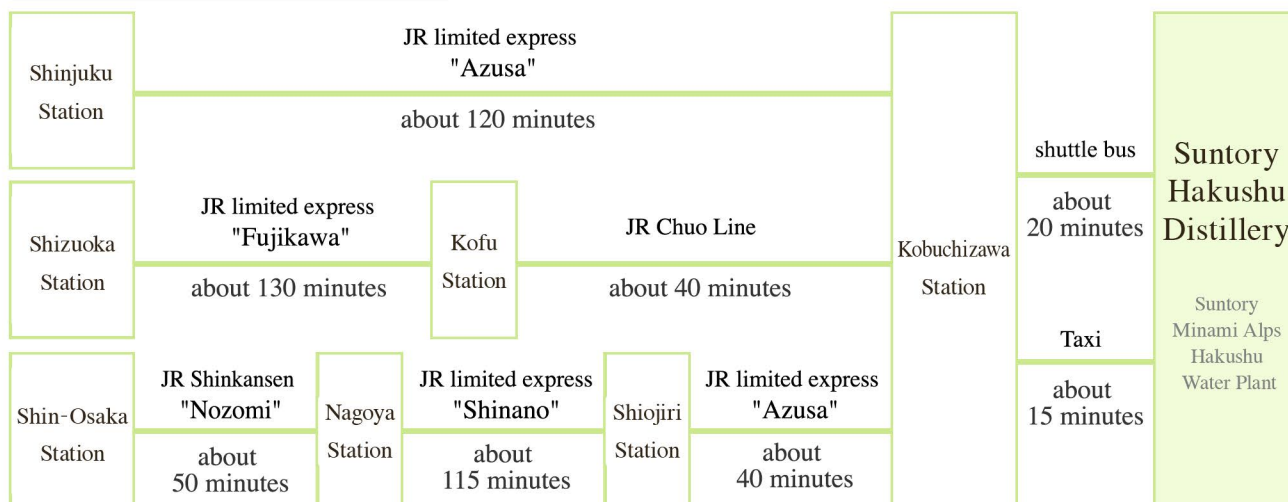 Shinjuku
Station
JR limited express
"Azusa"
about 120 minutes
Shizuoka
Station
JR limited express
"Fujikawa"
about 130 minutes
Kofu
Station
JR Chuo Line
about 40 minutes
Shin-Osaka
Station
JR Shinkansen
"Nozomi"
about
50 minutes
Nagoya
Station
JR limited express
"Shinano"
about
115 minutes
Shiojiri
Station
JR limited express
"Azusa"
about
40 minutes
Kobuchizawa
Station
shuttle bus
about
20 minutes
Taxi
about
15 minutes
Suntory
Hakushu
Distillery
Suntory
Minami Alps
Hakushu
Water Plant